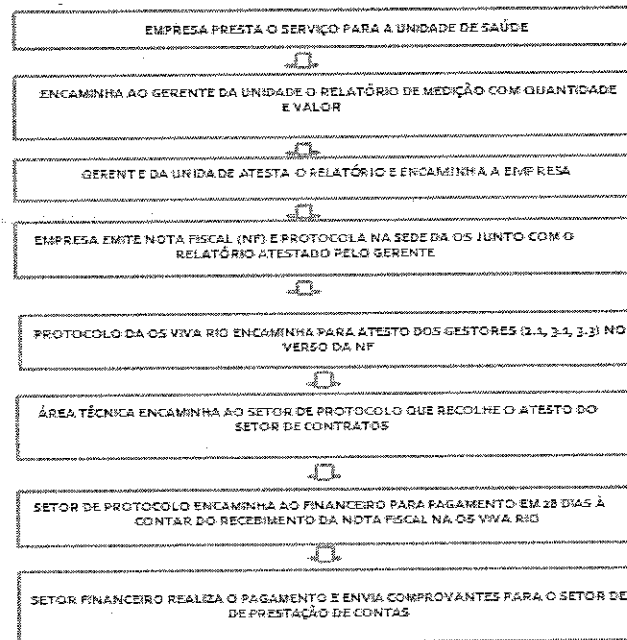 EMPRESA PRESTA O SERVIÇO PARA A UNIDADE DE SAÚDE
ENCAMINHA AO GERENTE DA UNIDADE O RELATÓRIO DE MEDIÇÃO COM QUANTIDADE
E VALOR
GERENTE DA UNIDADE ATESTA O RELATÓRIO E ENCAMINHA A EMPRESA
EMPRESA EMITE NOTA FISCAL (NF) E PROTOCOLA NA SEDE DA OS JUNTO COM O
RELATÓRIO ATESTADO PELO GERENTE
PROTOCOLO DA OS VIVA RIO ENCAMINHA PARA ATESTO DOS GESTORES (2.1, 3.1, 3.3) NO
VERSO DA NF
ÁREA TÉCNICA ENCAMINHA AO SETOR DE PROTOCOLO QUE RECOLHE O ATESTO DO
SETOR DE CONTRATOS
SETOR DE PROTOCOLO ENCAMINHA AO FINANCEIRO PARA PAGAMENTO EM 28 DIAS À
CONTAR DO RECEBIMENTO DA NOTA FISCAL NA OS VIVA RIO
SETOR FINANCEIRO REALIZA O PAGAMENTO E ENVIA COMPROVANTES PARA O SETOR DE
DE PRESTAÇÃO DE CONTAS